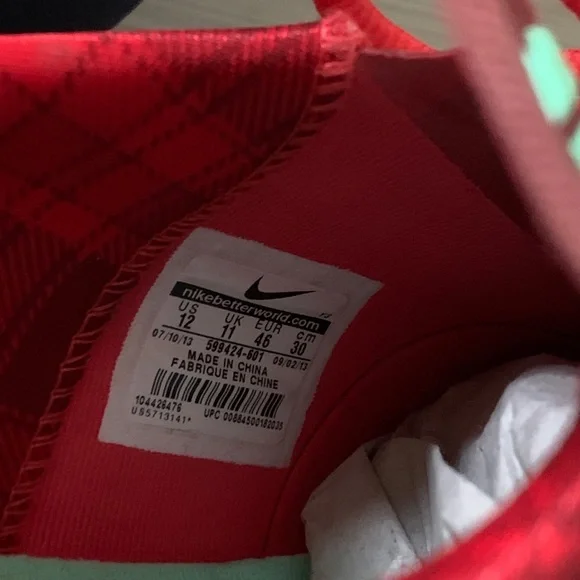 nikebetterworld.com
US UK EUR cm
12 11 46 30
07/10/13 599424-601 09/02/13
MADE IN CHINA
FABRIQUE EN CHINE
104426476 UPC 00884500182035
US5713141*